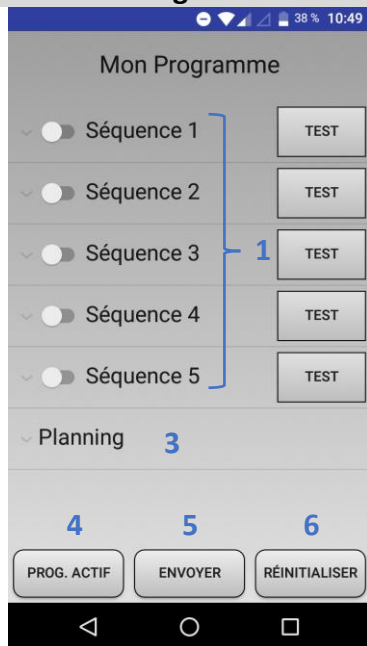 38 % 10:49
Mon Programme
Séquence 1 TEST
Séquence 2 TEST
Séquence 3 1 TEST
Séquence 4 TEST
Séquence 5 TEST
Planning 3
4 5 6
PROG. ACTIF ENVOYER RÉINITIALISER